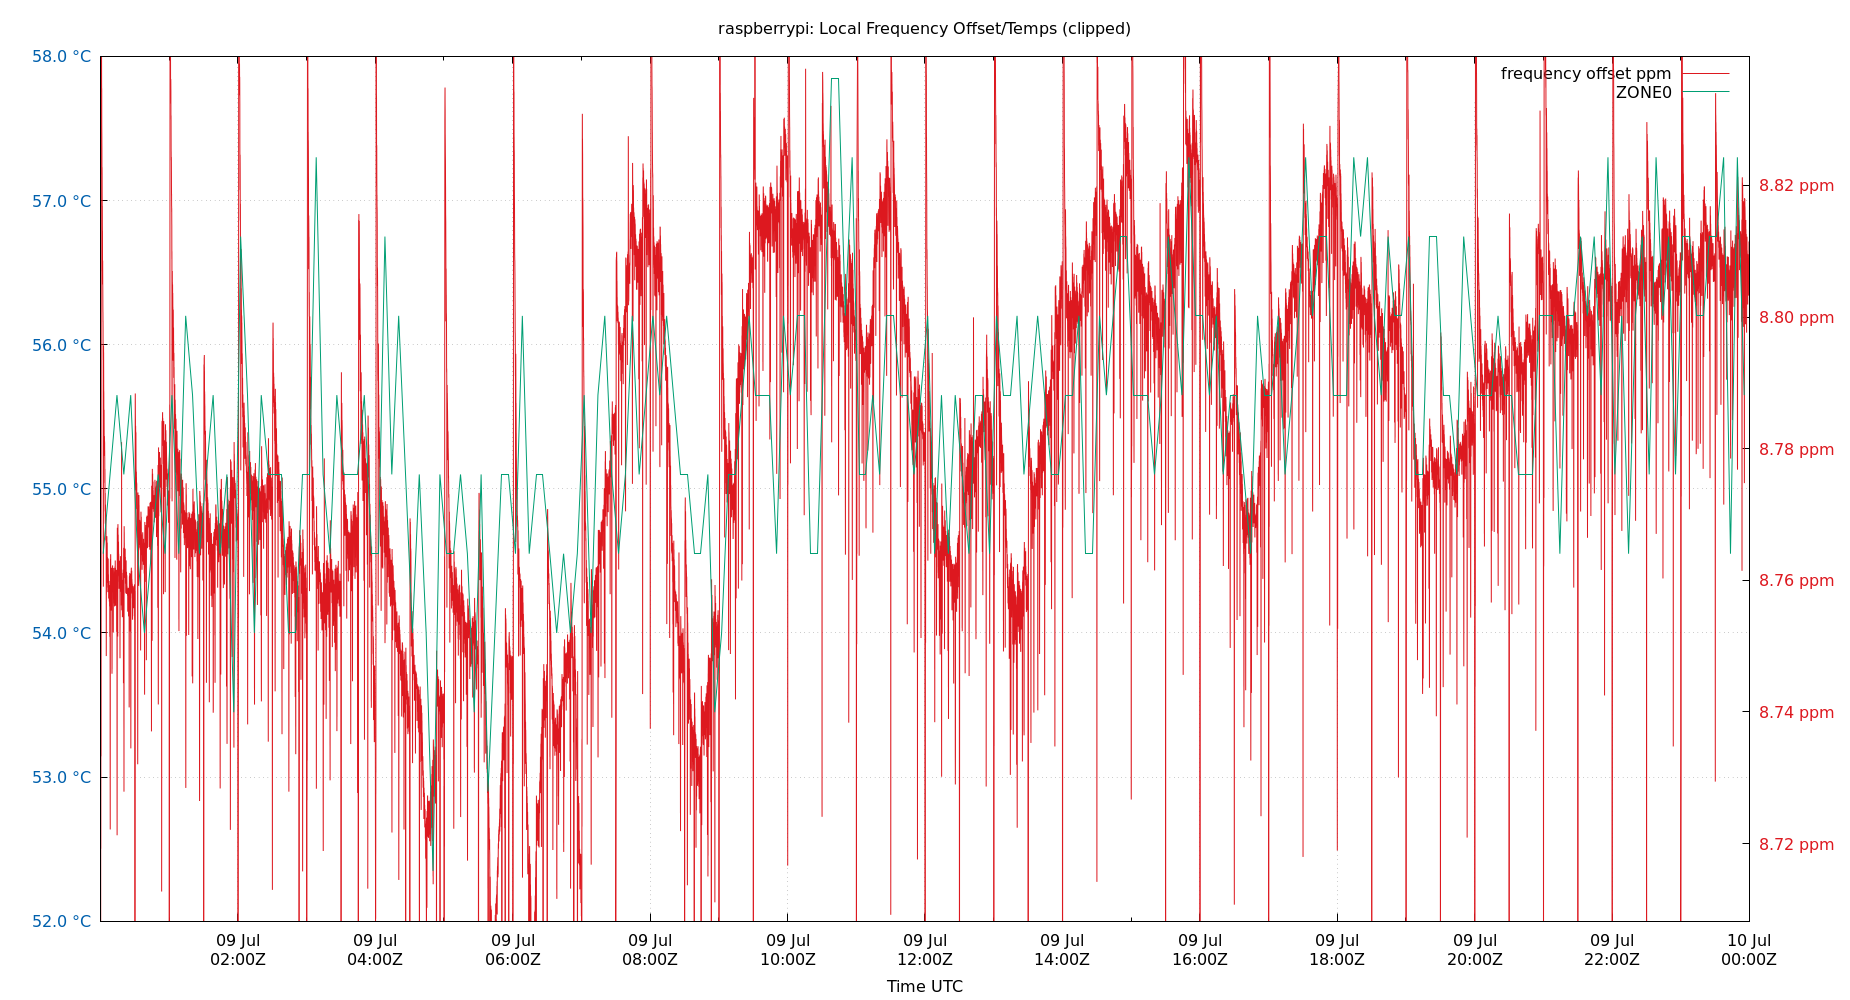 raspberrypi: Local Frequency Offset/Temps (clipped)
58.0 °C
57.0 °C
56.0 °C
55.0 °C
54.0 °C
53.0 °C
52.0 °C
frequency offset ppm
ZONE0
8.82 ppm
8.80 ppm
8.78 ppm
8.76 ppm
8.74 ppm
8.72 ppm
09 Jul 09 Jul 09 Jul 09 Jul 09 Jul 09 Jul 09 Jul 09 Jul 09 Jul 09 Jul 09 Jul 10 Jul
02:00Z 04:00Z 06:00Z 08:00Z 10:00Z 12:00Z 14:00Z 16:00Z 18:00Z 20:00Z 22:00Z 00:00Z
Time UTC